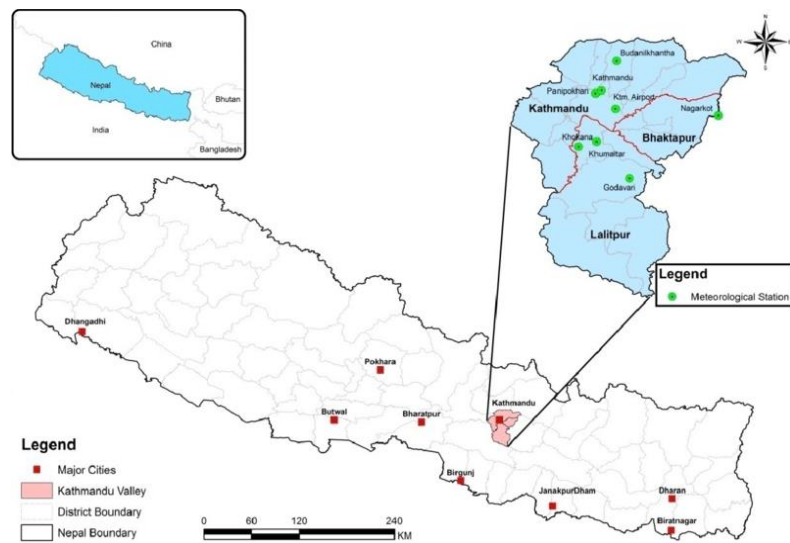 China
Nepal
India
Bhutan
Bangladesh
N
W
E
S
Budanilkhantha
Kathmandu
Panipokhari
Ktm. Airport
Kathmandu
Nagarkot
Bhaktapur
Khokana
Khumaltar
Godavari
Lalitpur
Legend
Meteorological Station
Dhangadhi
Pokhara
Kathmandu
Butwal
Bharatpur
Birgunj
JanakpurDham
Dharan
Biratnagar
Legend
Major Cities
Kathmandu Valley
District Boundary
Nepal Boundary
0 60 120 240
KM